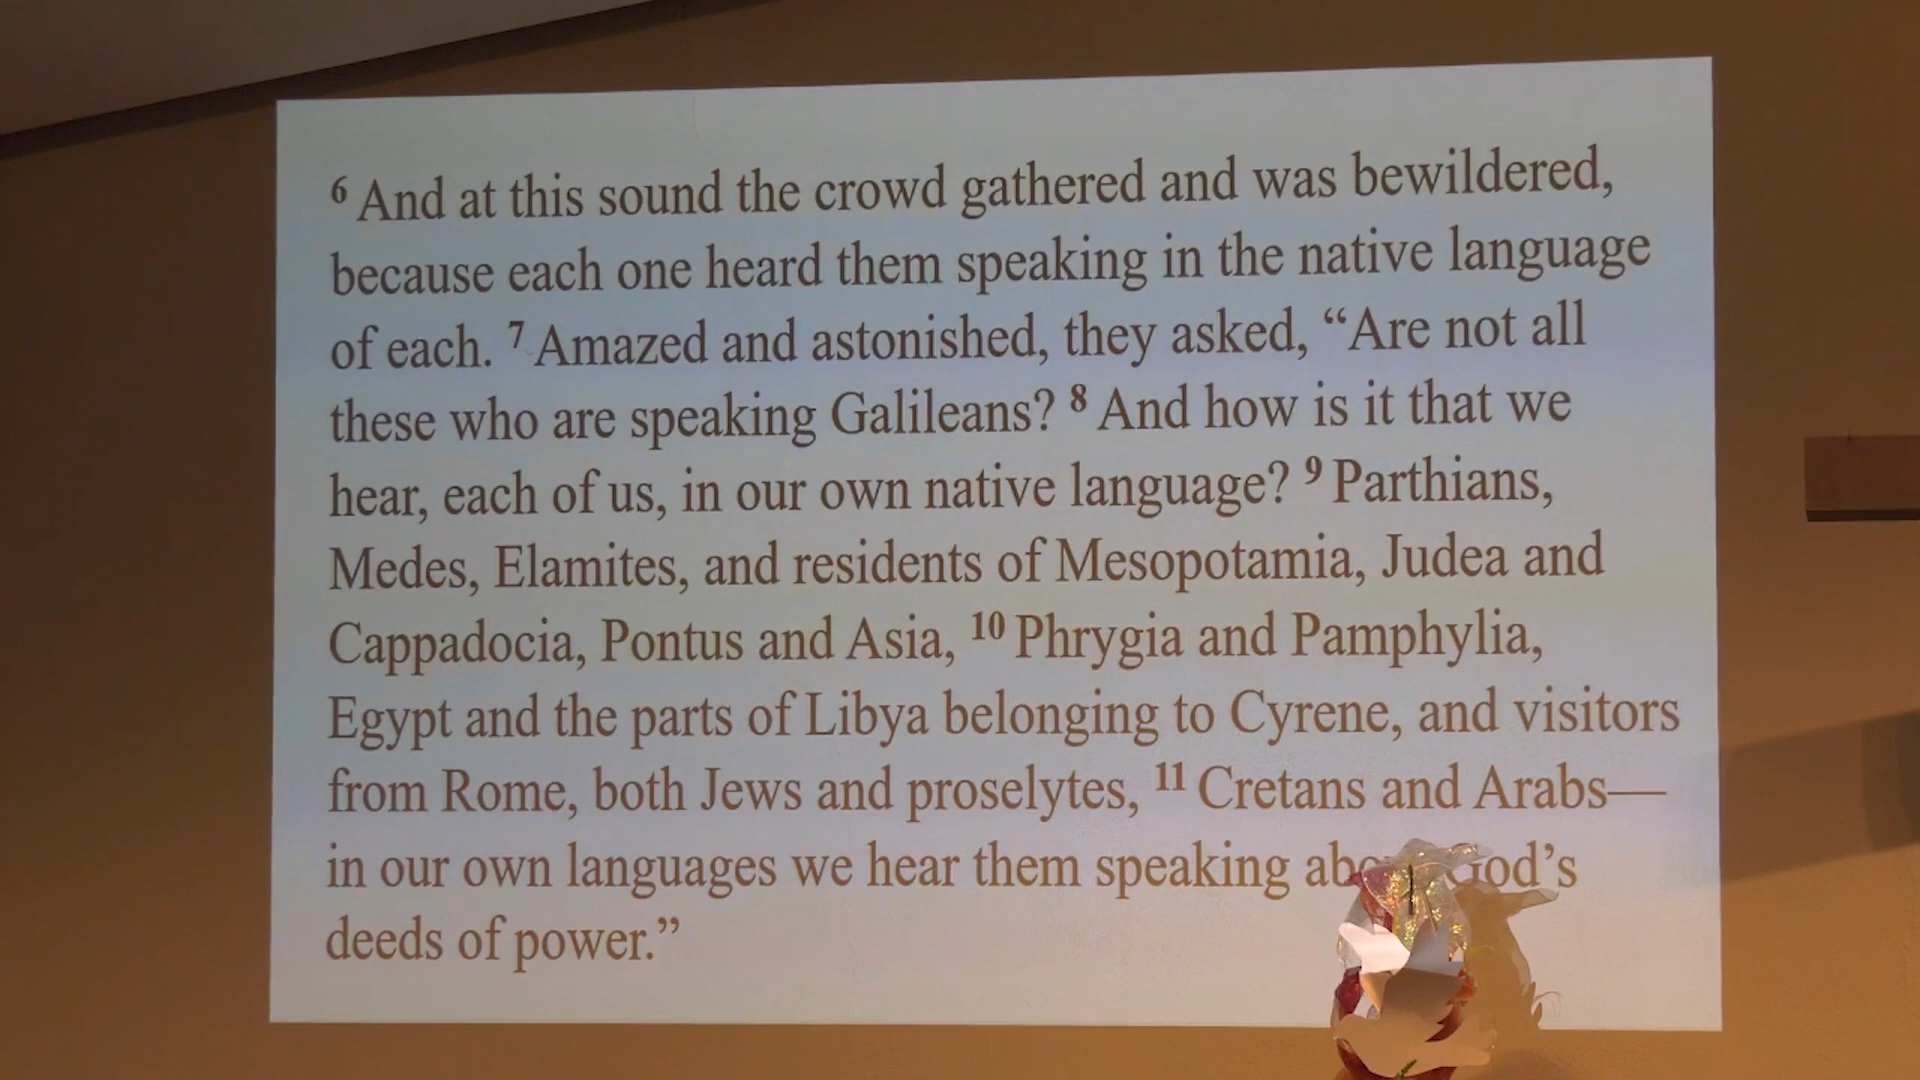 ⁶ And at this sound the crowd gathered and was bewildered,
because each one heard them speaking in the native language
of each. ⁷ Amazed and astonished, they asked, “Are not all
these who are speaking Galileans? ⁸ And how is it that we
hear, each of us, in our own native language? ⁹ Parthians,
Medes, Elamites, and residents of Mesopotamia, Judea and
Cappadocia, Pontus and Asia, ¹⁰ Phrygia and Pamphylia,
Egypt and the parts of Libya belonging to Cyrene, and visitors
from Rome, both Jews and proselytes, ¹¹ Cretans and Arabs—
in our own languages we hear them speaking God’s
deeds of power.”